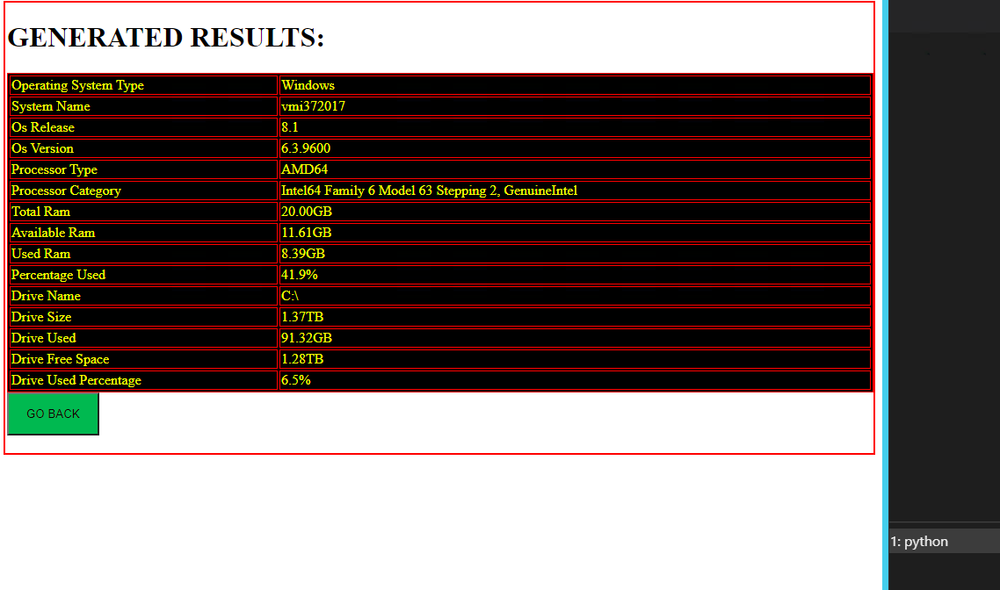 GENERATED RESULTS:
Operating System Type Windows
System Name vmi372017
Os Release 8.1
Os Version 6.3.9600
Processor Type AMD64
Processor Category Intel64 Family 6 Model 63 Stepping 2, GenuineIntel
Total Ram 20.00GB
Available Ram 11.61GB
Used Ram 8.39GB
Percentage Used 41.9%
Drive Name C:\
Drive Size 1.37TB
Drive Used 91.32GB
Drive Free Space 1.28TB
Drive Used Percentage 6.5%
GO BACK
1: python